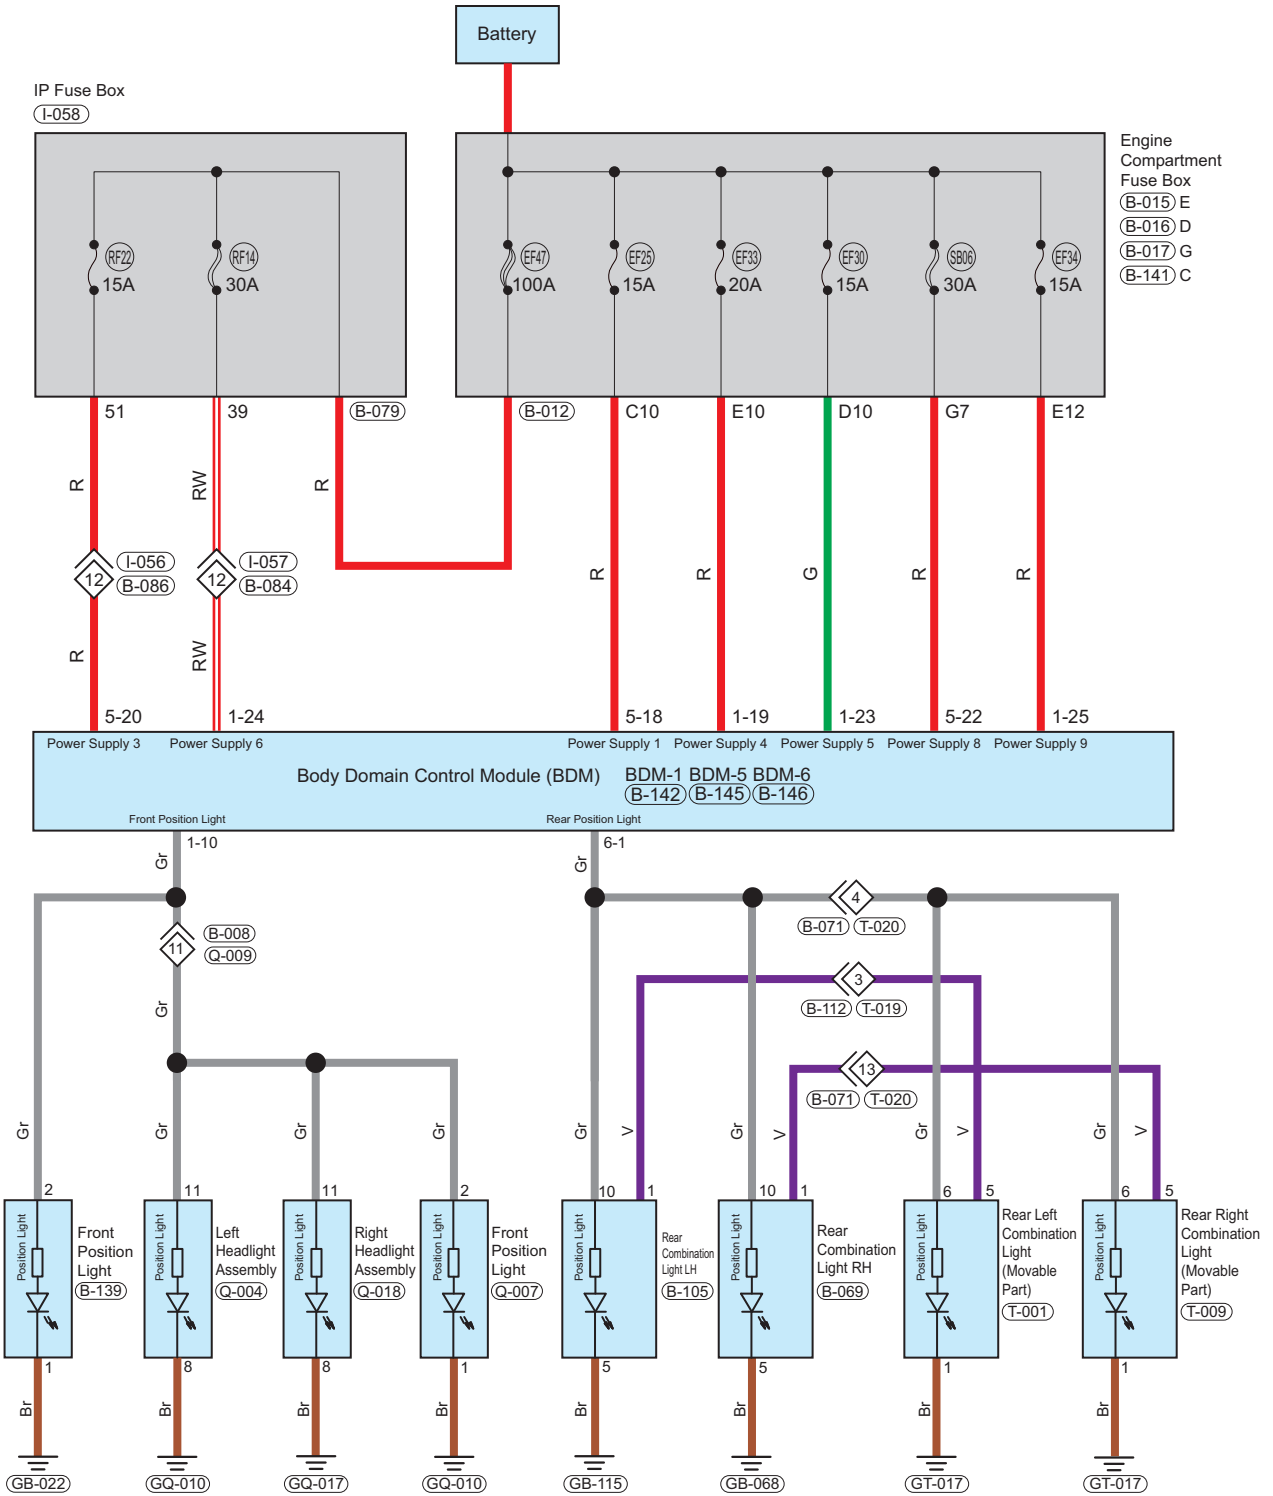 Battery
IP Fuse Box
I-058
Engine
Compartment
Fuse Box
B-015 E
B-016 D
B-017 G
B-141 C
RF22
15A
RF14
30A
EF47
100A
EF25
15A
EF33
20A
EF30
15A
SB06
30A
EF34
15A
51
39
B-079
B-012
C10
E10
D10
G7
E12
R
RW
R
12
I-056
B-086
12
I-057
B-084
R
R
G
R
R
R
RW
5-20
1-24
5-18
1-19
1-23
5-22
1-25
Power Supply 3
Power Supply 6
Power Supply 1
Power Supply 4
Power Supply 5
Power Supply 8
Power Supply 9
Body Domain Control Module (BDM)
BDM-1 BDM-5 BDM-6
B-142 B-145 B-146
Front Position Light
Rear Position Light
1-10
6-1
Gr
Gr
4
B-071 T-020
11
B-008
Q-009
3
B-112 T-019
Gr
13
B-071 T-020
Gr
Gr
Gr
Gr
Gr
V
Gr
V
Gr
V
Gr
V
2
11
11
2
10
1
10
1
6
5
6
5
Position Light
Front
Position
Light
B-139
Position Light
Left
Headlight
Assembly
Q-004
Position Light
Right
Headlight
Assembly
Q-018
Position Light
Front
Position
Light
Q-007
Position Light
Rear
Combination
Light LH
B-105
Position Light
Rear
Combination
Light RH
B-069
Position Light
Rear Left
Combination
Light
(Movable
Part)
T-001
Position Light
Rear Right
Combination
Light
(Movable
Part)
T-009
1
8
8
1
5
5
1
1
Br
Br
Br
Br
Br
Br
Br
Br
GB-022
GQ-010
GQ-017
GQ-010
GB-115
GB-068
GT-017
GT-017